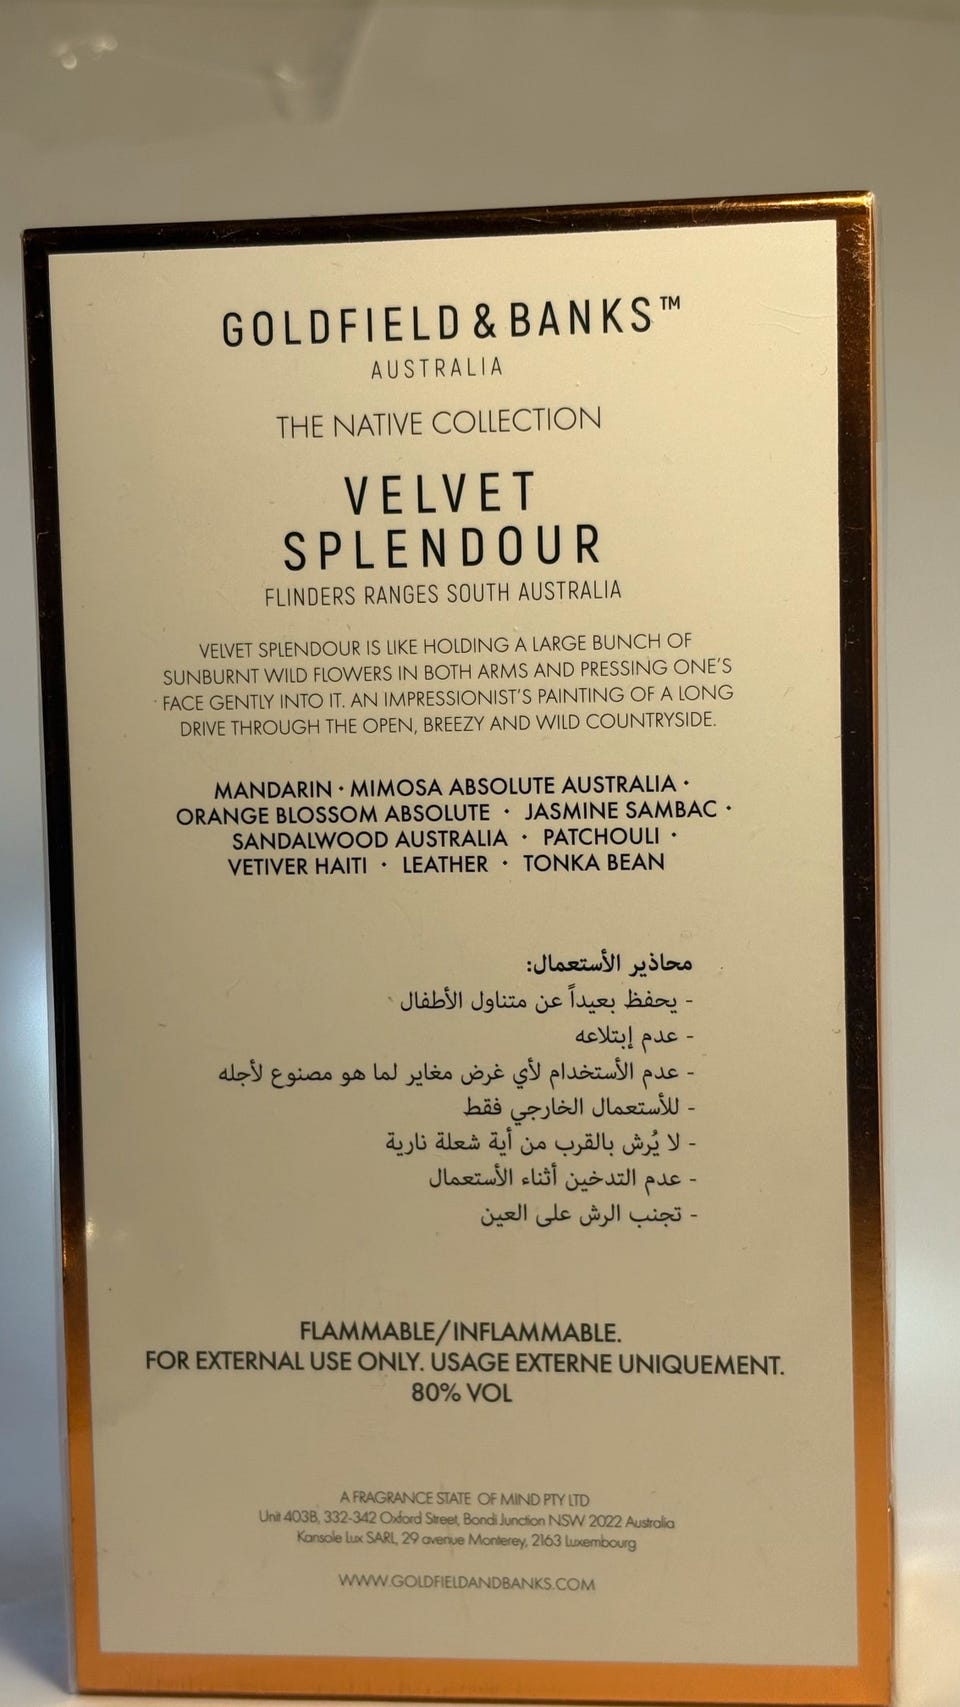 GOLDFIELD & BANKS™
AUSTRALIA
THE NATIVE COLLECTION
VELVET
SPLENDOUR
FLINDERS RANGES SOUTH AUSTRALIA
VELVET SPLENDOUR IS LIKE HOLDING A LARGE BUNCH OF
SUNBURNT WILD FLOWERS IN BOTH ARMS AND PRESSING ONE'S
FACE GENTLY INTO IT. AN IMPRESSIONIST'S PAINTING OF A LONG
DRIVE THROUGH THE OPEN, BREEZY AND WILD COUNTRYSIDE.
MANDARIN · MIMOSA ABSOLUTE AUSTRALIA ·
ORANGE BLOSSOM ABSOLUTE · JASMINE SAMBAC ·
SANDALWOOD AUSTRALIA · PATCHOULI ·
VETIVER HAITI · LEATHER · TONKA BEAN
محاذير الأستعمال:
- يحفظ بعيداً عن متناول الأطفال
- عدم إبتلاعه
- عدم الأستخدام لأي غرض مغاير لما هو مصنوع لأجله
- للأستعمال الخارجي فقط
- لا يُرش بالقرب من أية شعلة نارية
- عدم التدخين أثناء الأستعمال
- تجنب الرش على العين
FLAMMABLE/INFLAMMABLE.
FOR EXTERNAL USE ONLY. USAGE EXTERNE UNIQUEMENT.
80% VOL
A FRAGRANCE STATE OF MIND PTY LTD
Unit 403B, 332-342 Oxford Street, Bondi Junction NSW 2022 Australia
Kansole Lux SARL, 29 avenue Monterey, 2163 Luxembourg
WWW.GOLDFIELDANDBANKS.COM